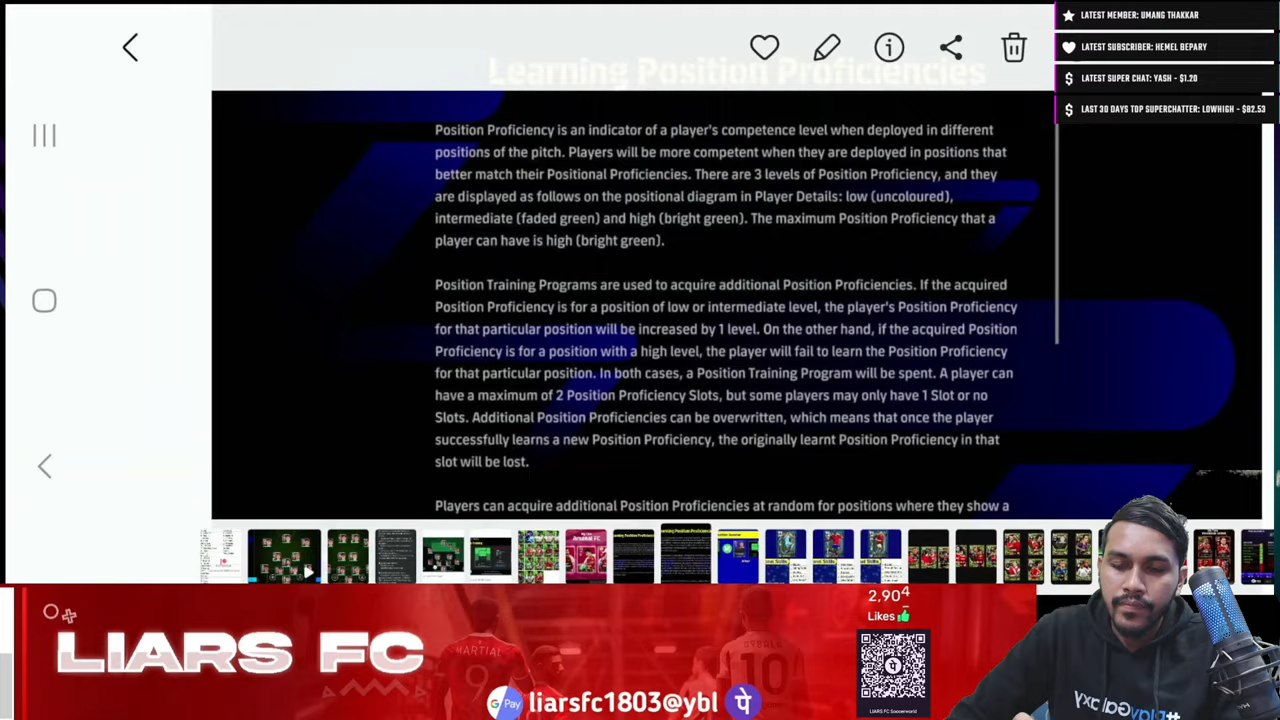 Learning Position Proficiencies
Position Proficiency is an indicator of a player's competence level when deployed in different
positions of the pitch. Players will be more competent when they are deployed in positions that
better match their Positional Proficiencies. There are 3 levels of Position Proficiency, and they
are displayed as follows on the positional diagram in Player Details: low (uncoloured),
intermediate (faded green) and high (bright green). The maximum Position Proficiency that a
player can have is high (bright green).
Position Training Programs are used to acquire additional Position Proficiencies. If the acquired
Position Proficiency is for a position of low or intermediate level, the player's Position Proficiency
for that particular position will be increased by 1 level. On the other hand, if the acquired Position
Proficiency is for a position with a high level, the player will fail to learn the Position Proficiency
for that particular position. In both cases, a Position Training Program will be spent. A player can
have a maximum of 2 Position Proficiency Slots, but some players may only have 1 Slot or no
Slots. Additional Position Proficiencies can be overwritten, which means that once the player
successfully learns a new Position Proficiency, the originally learnt Position Proficiency in that
slot will be lost.
Players can acquire additional Position Proficiencies at random for positions where they show a
LATEST MEMBER: UMANG THAKKAR
LATEST SUBSCRIBER: HEMEL BEPARY
$ LATEST SUPER CHAT: YASH - $1.20
$ LAST 30 DAYS TOP SUPERCHATTER: LOWHIGH - $82.53
LIARS FC
MARTIAL
9
DYBALA
10
2,904
Likes
LIARS FC Soccerworld
G Pay liarsfc1803@ybl पे